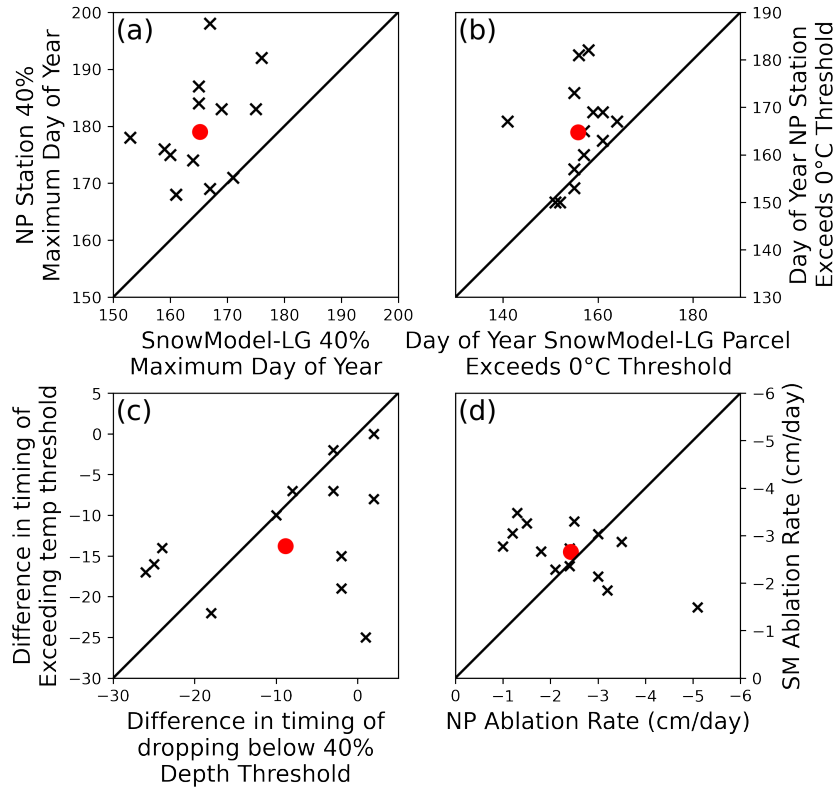 (a)
200
190
180
170
160
150
NP Station 40%
Maximum Day of Year
150 160 170 180 190 200
SnowModel-LG 40%
Maximum Day of Year
(b)
190
180
170
160
150
140
130
Day of Year NP Station
Exceeds 0°C Threshold
140 160 180
Day of Year SnowModel-LG Parcel
Exceeds 0°C Threshold
(c)
5
0
−5
−10
−15
−20
−25
−30
Difference in timing of
Exceeding temp threshold
−30 −20 −10 0
Difference in timing of
dropping below 40%
Depth Threshold
(d)
−6
−5
−4
−3
−2
−1
0
SM Ablation Rate (cm/day)
0 −1 −2 −3 −4 −5 −6
NP Ablation Rate (cm/day)